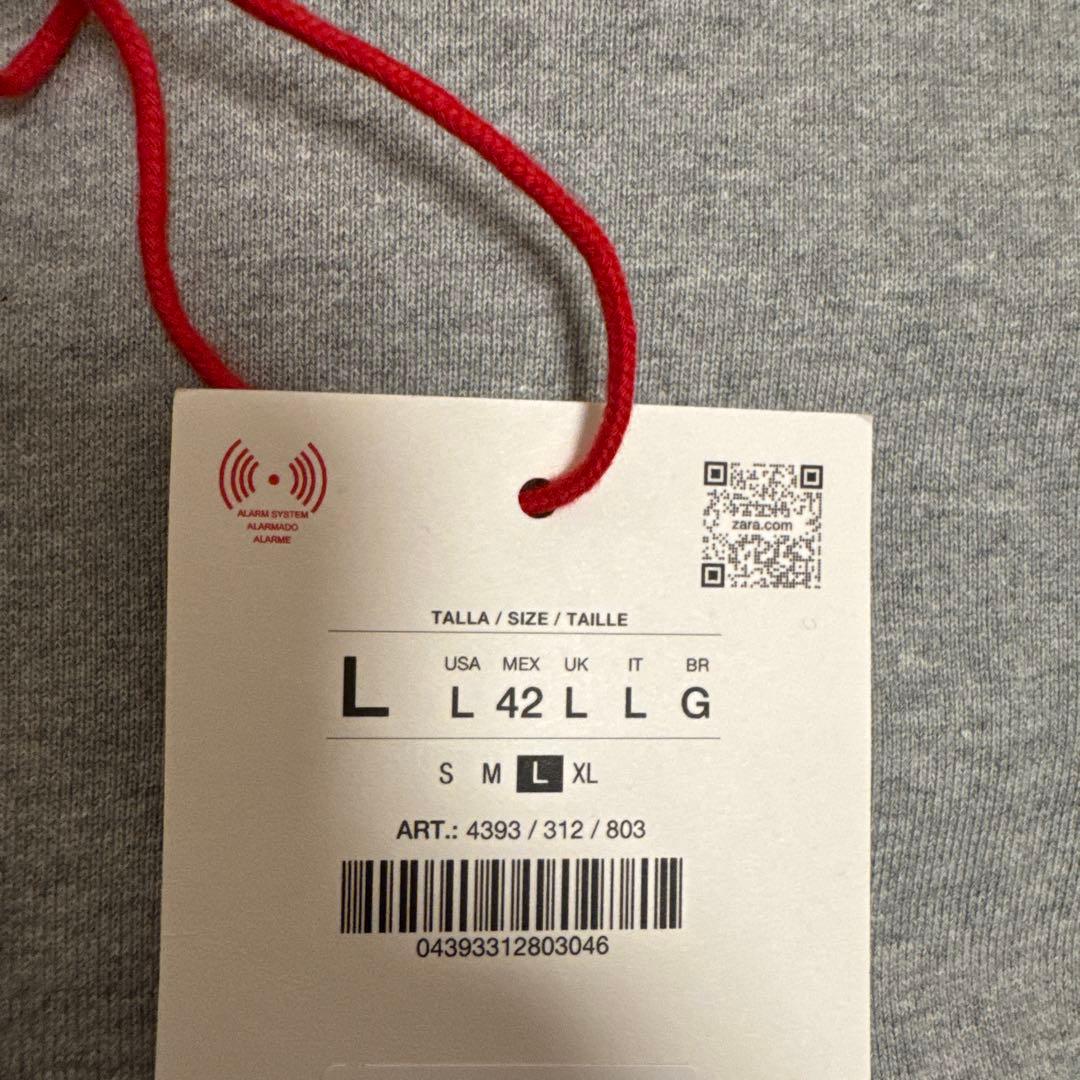 ALARM SYSTEM
ALARMADO
ALARME
zara.com
TALLA / SIZE / TAILLE
L
USA MEX UK IT BR
L 42 L L G
S M L XL
ART.: 4393 / 312 / 803
04393312803046